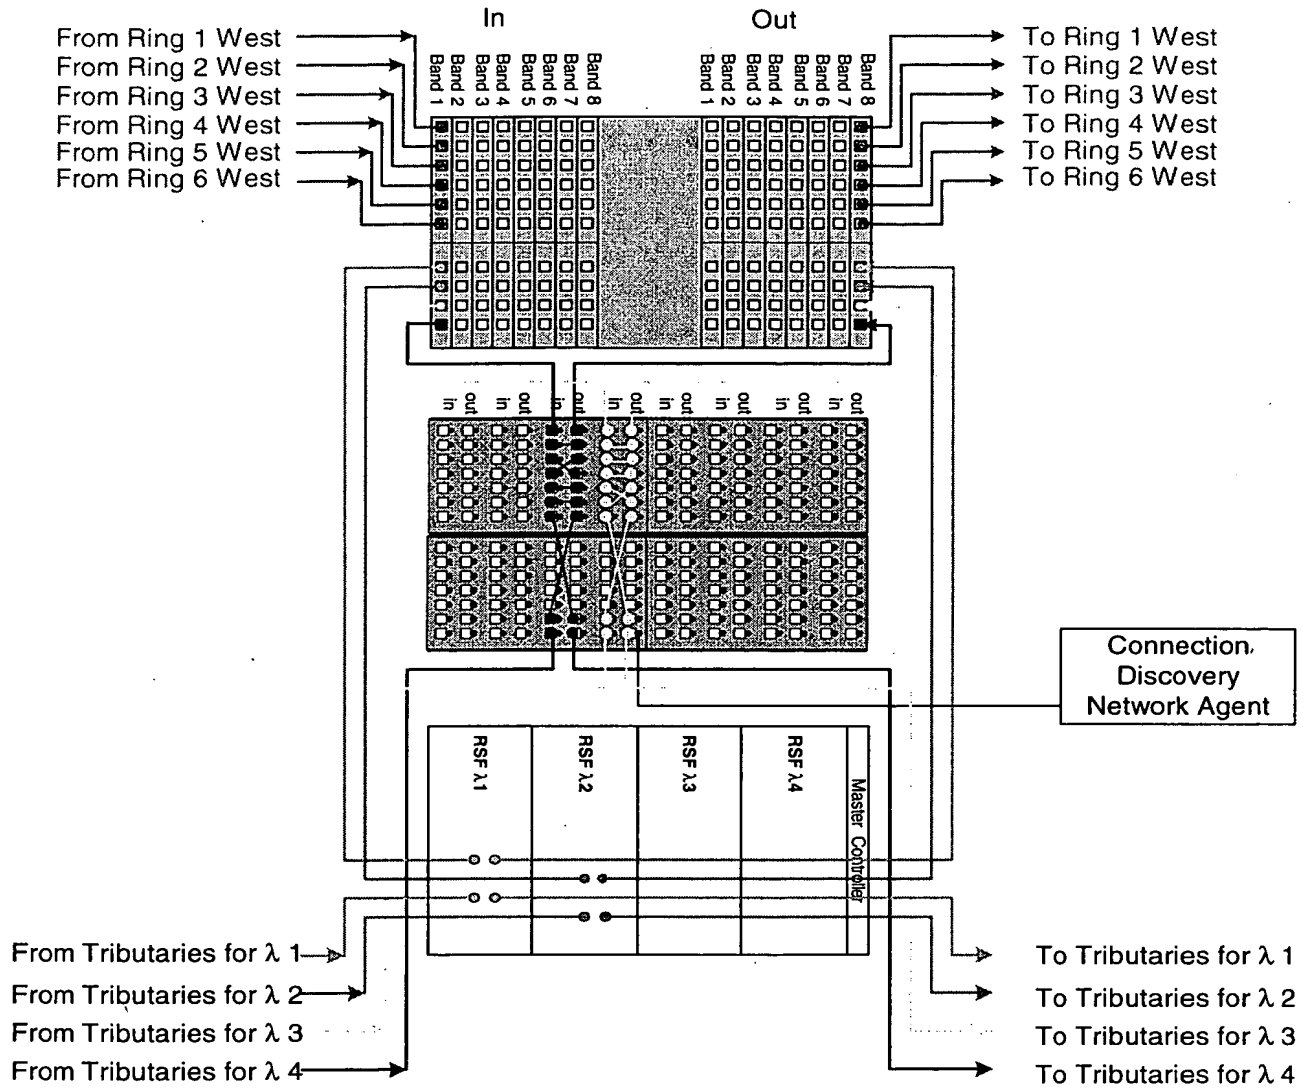 In
Out
From Ring 1 West
From Ring 2 West
From Ring 3 West
From Ring 4 West
From Ring 5 West
From Ring 6 West
Band 1
Band 2
Band 3
Band 4
Band 5
Band 6
Band 7
Band 8
Band 1
Band 2
Band 3
Band 4
Band 5
Band 6
Band 7
Band 8
To Ring 1 West
To Ring 2 West
To Ring 3 West
To Ring 4 West
To Ring 5 West
To Ring 6 West
in
out
in
out
in
out
in
out
in
out
in
out
in
out
in
out
Connection
Discovery
Network Agent
RSF λ1
RSF λ2
RSF λ3
RSF λ4
Master Controller
From Tributaries for λ 1
From Tributaries for λ 2
From Tributaries for λ 3
From Tributaries for λ 4
To Tributaries for λ 1
To Tributaries for λ 2
To Tributaries for λ 3
To Tributaries for λ 4